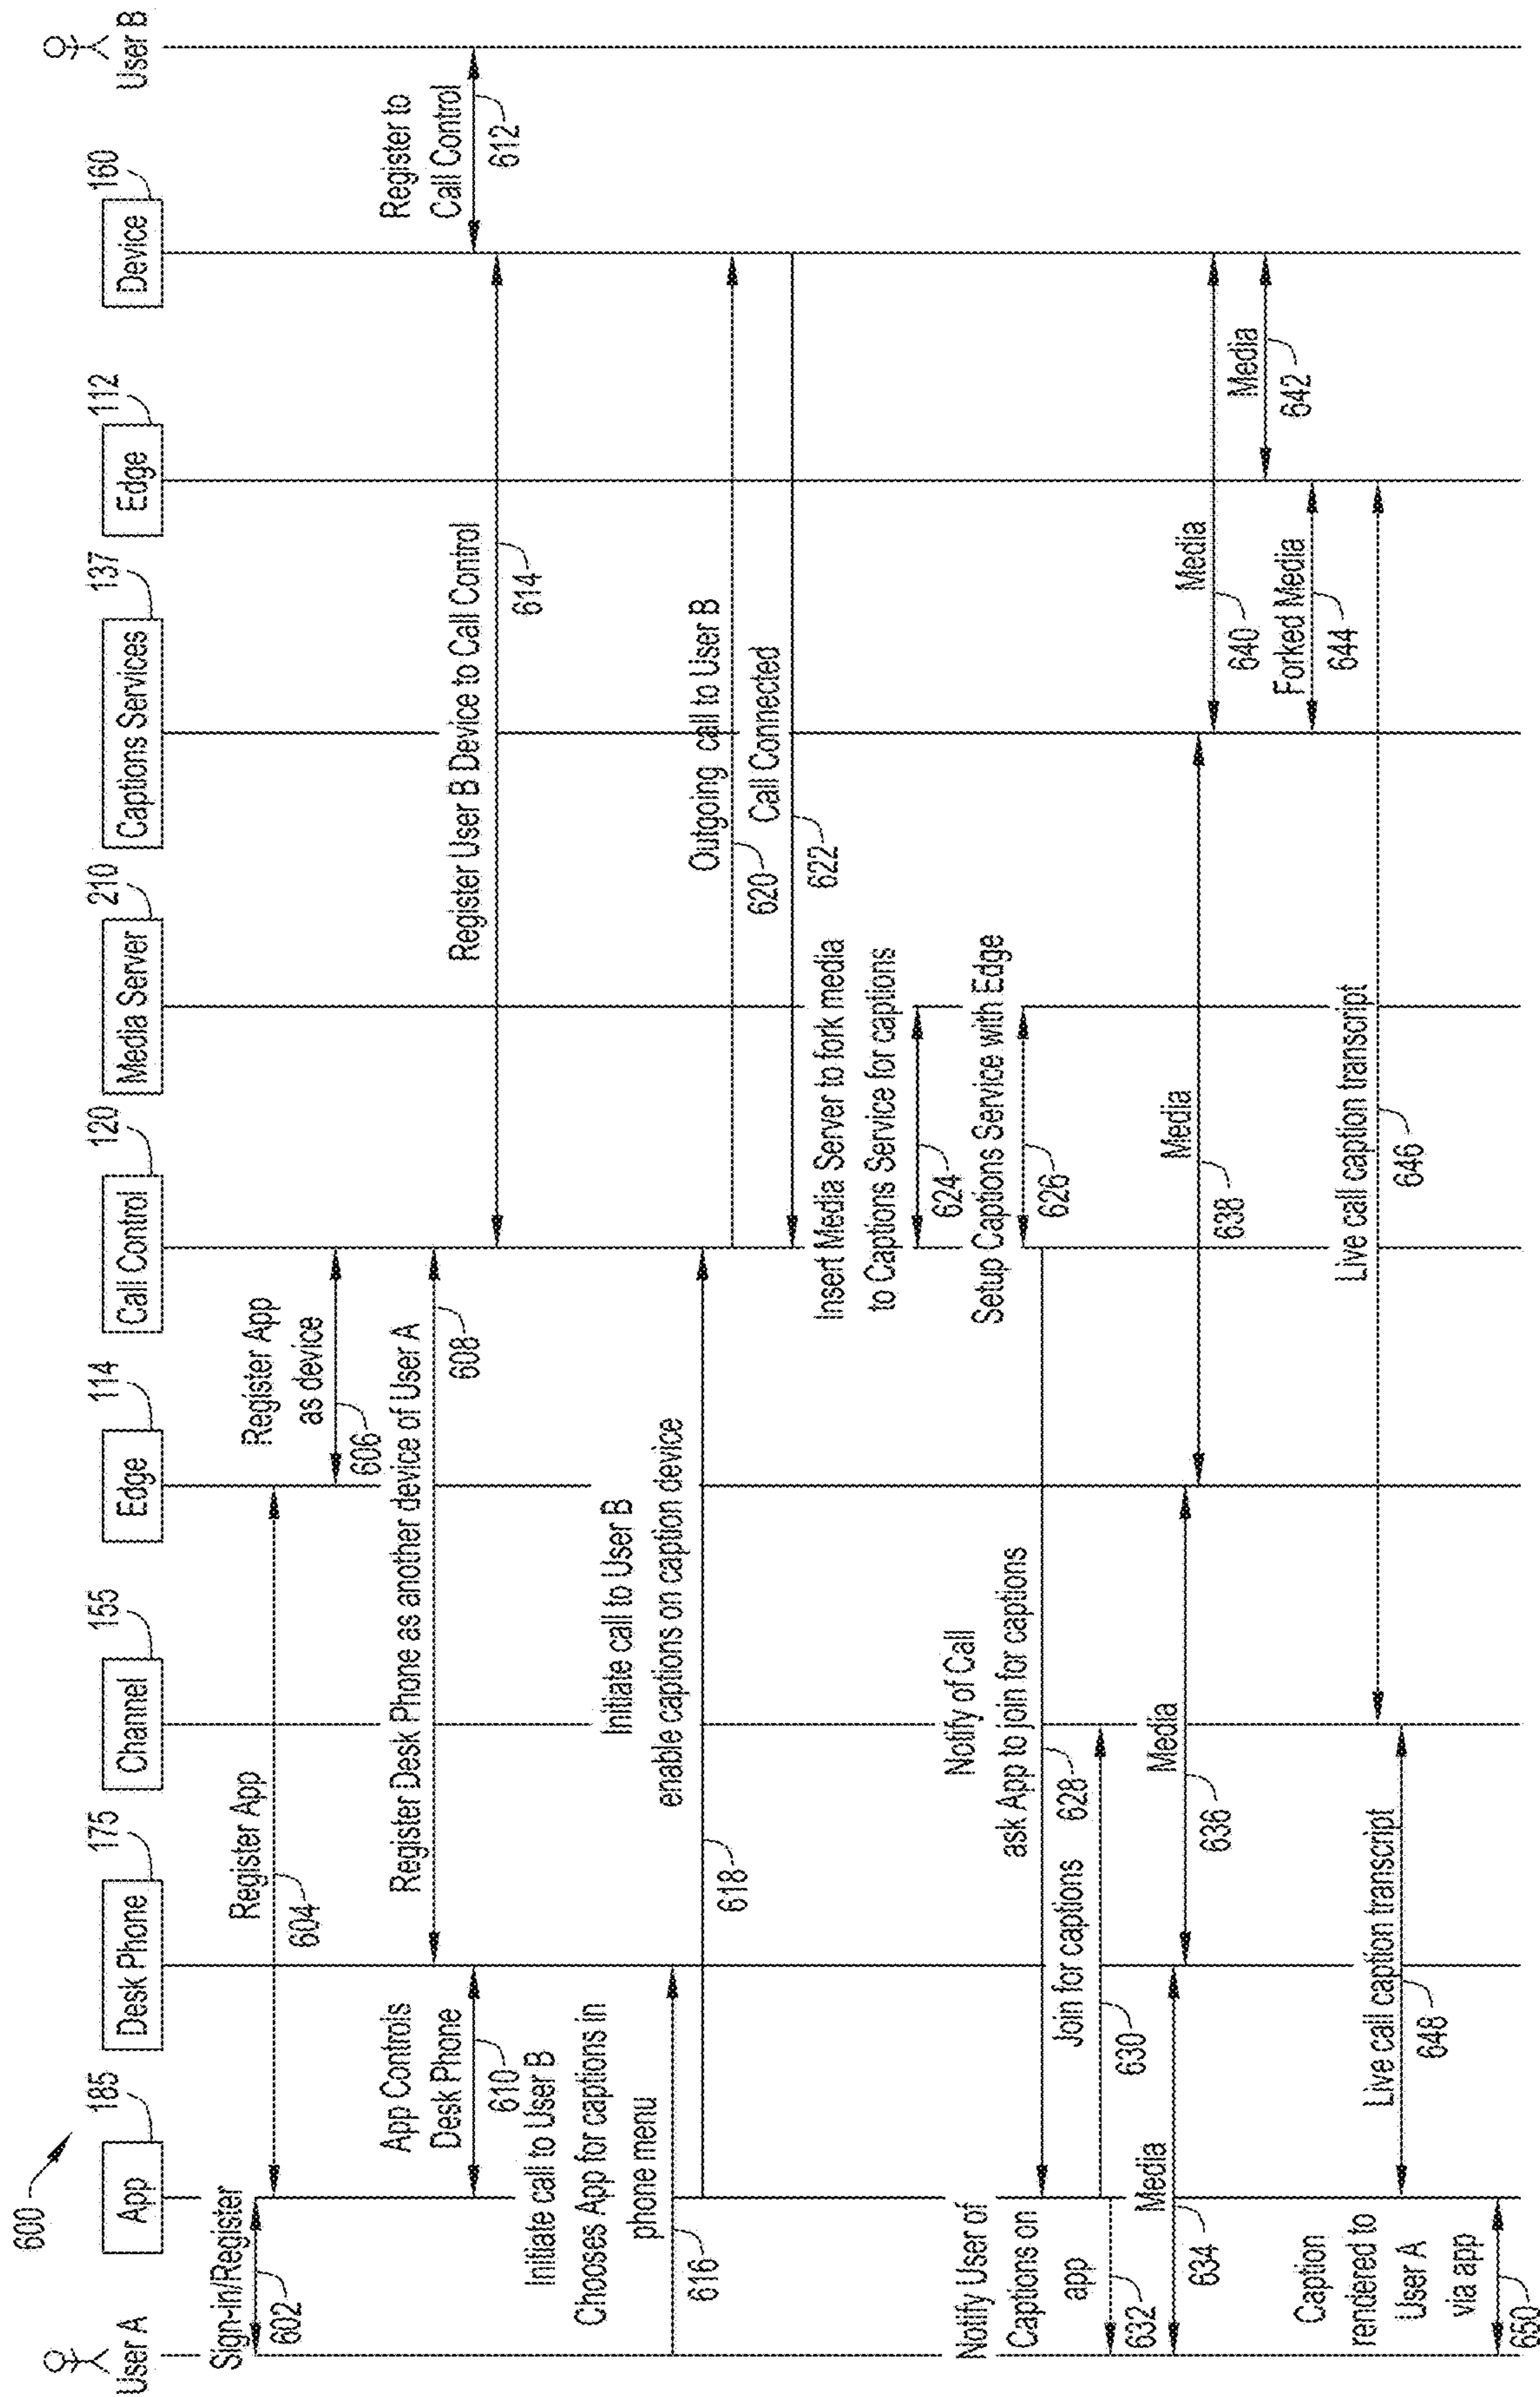 600
User A
App
185
Desk Phone
175
Channel
155
Edge
114
Call Control
120
Media Server
210
Captions Services
137
Edge
112
Device
160
User B
Sign-in/Register
602
Register App
604
Register App
as device
606
Register Desk Phone as another device of User A
608
App Controls
Desk Phone
610
Register to
Call Control
612
Register User B Device to Call Control
614
Initiate call to User B
Chooses App for captions in
phone menu
616
Initiate call to User B
enable captions on caption device
618
Outgoing call to User B
620
Call Connected
622
Insert Media Server to fork media
to Captions Service for captions
624
Setup Captions Service with Edge
626
Notify of Call
ask App to join for captions
628
Join for captions
630
Notify User of
Captions on
app
632
Media
634
Media
636
Media
638
Media
640
Media
642
Forked Media
644
Live call caption transcript
646
Live call caption transcript
648
Caption
rendered to
User A
via app
650